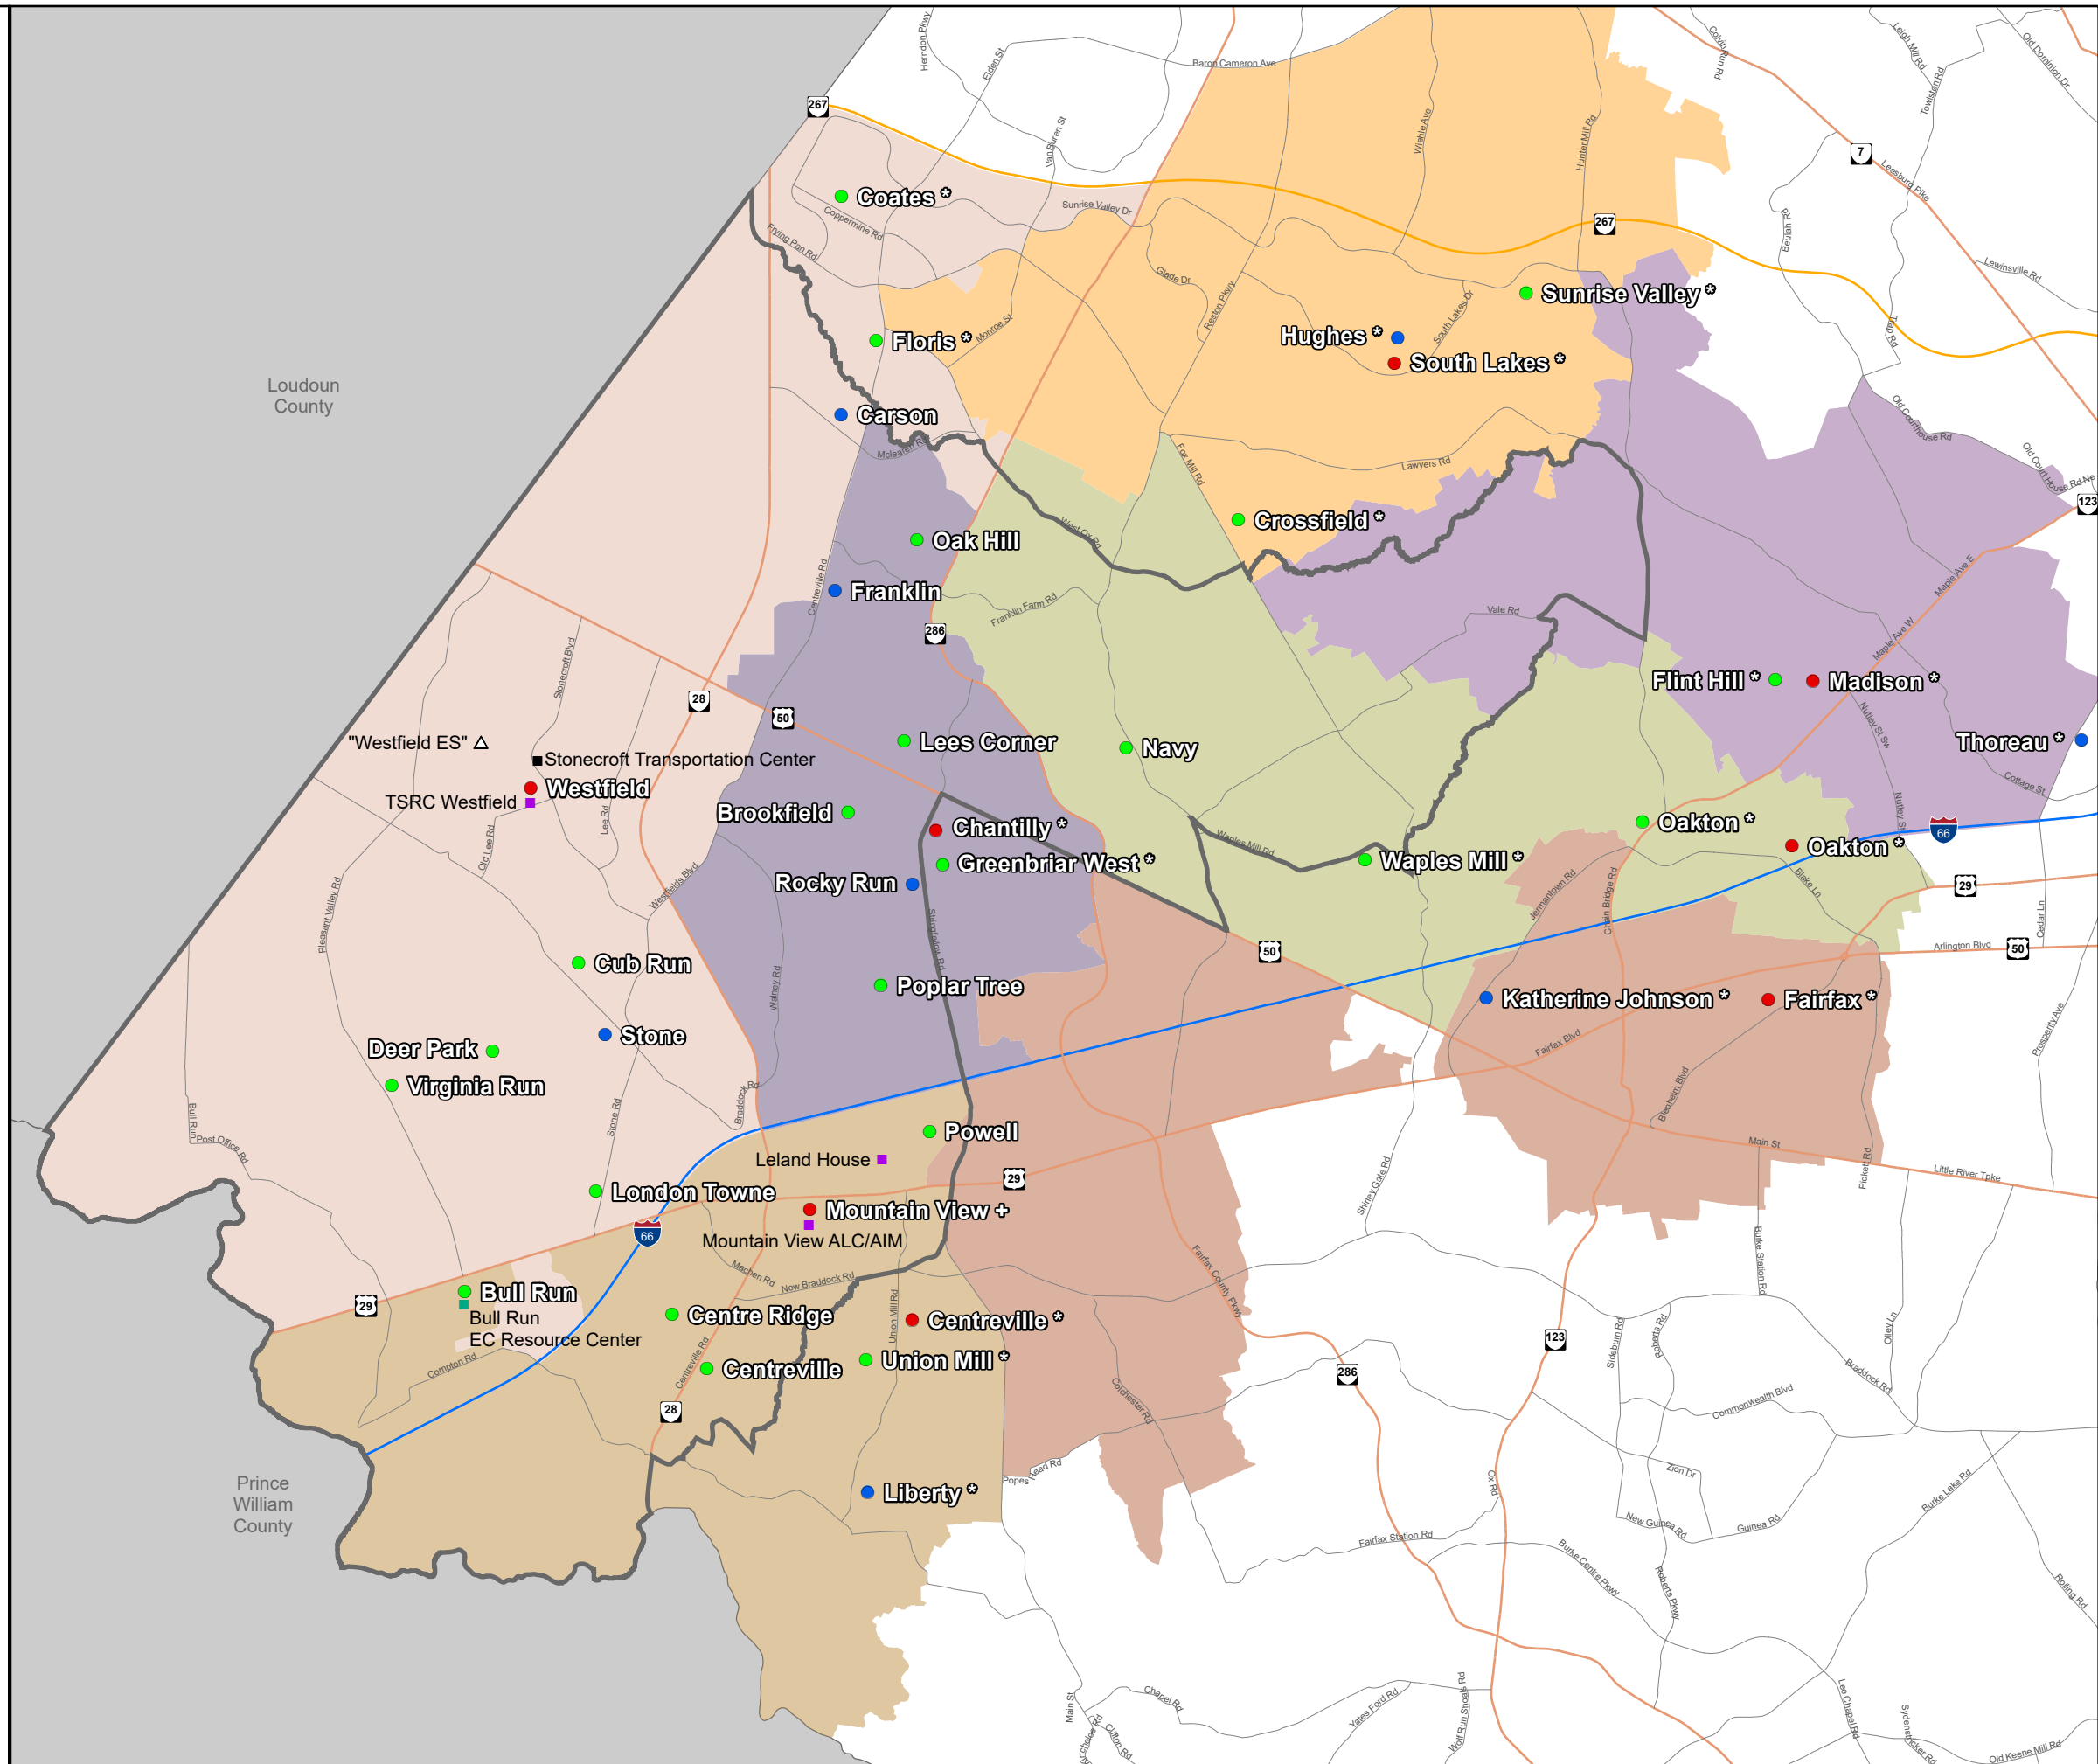 Herndon Pkwy
Elden St
Baron Cameron Ave
Colvin Run Rd
Leigh Mill Rd
Old Dominion Dr
Towlston Rd
267
Van Buren St
Wiehle Ave
Hunter Mill Rd
7
Leesburg Pike
Coates *
Coppermine Rd
Sunrise Valley Dr
Flying Pan Rd
267
Beulah Rd
Lewinsville Rd
Glade Dr
Reston Pkwy
South Lakes Dr
Sunrise Valley *
Trap Rd
Floris *
Monroe St
Hughes *
South Lakes *
Loudoun
County
Carson
Mclearen Rd
Old Courthouse Rd
Fox Mill Rd
Lawyers Rd
Old Court House Rd Ne
123
West Ox Rd
Crossfield *
Oak Hill
Centreville Rd
Franklin
Franklin Farm Rd
Vale Rd
Maple Ave E
Maple Ave W
286
Stonecroft Blvd
28
50
Flint Hill *
Madison *
Nutley St Sw
"Westfield ES"
Stonecroft Transportation Center
Lees Corner
Navy
Thoreau *
Westfield
TSRC Westfield
Cottage St
Brookfield
Chantilly *
Lee Rd
Old Lee Rd
Waples Mill Rd
Oakton *
Nutley St
66
Oakton *
Greenbriar West *
Waples Mill *
Rocky Run
Westfields Blvd
Jermantown Rd
Chain Bridge Rd
Blake Ln
29
Pleasant Valley Rd
Stringfellow Rd
Cedar Ln
50
Arlington Blvd
50
Cub Run
Walney Rd
Poplar Tree
Katherine Johnson *
Fairfax *
Stone
Deer Park
Fairfax Blvd
Prosperity Ave
Virginia Run
Braddock Rd
Blenheim Blvd
Bull Run
Post Office Rd
Stone Rd
Powell
Main St
Pickett Rd
Little River Tpke
Leland House
London Towne
29
Shirley Gate Rd
Mountain View +
66
Mountain View ALC/AIM
Fairfax County Pkwy
Burke Station Rd
Machen Rd
New Braddock Rd
Bull Run
Bull Run
EC Resource Center
29
Centre Ridge
Union Mill Rd
Centreville *
Sideburn Rd
Roberts Rd
Olley Ln
123
Compton Rd
Centreville Rd
Centreville
Union Mill *
286
Braddock Rd
Colchester Rd
Commonwealth Blvd
28
Prince
William
County
Popes Head Rd
Liberty *
Ox Rd
Zion Dr
Burke Lake Rd
New Guinea Rd
Guinea Rd
Fairfax Station Rd
Burke Centre Pkwy
Roberts Pkwy
Rolling Rd
Main St
Chapel Rd
Clifton Rd
Yates Ford Rd
Wolf Run Shoals Rd
Lee Chapel Rd
Sydenstricker Rd
Old Keene Mill Rd